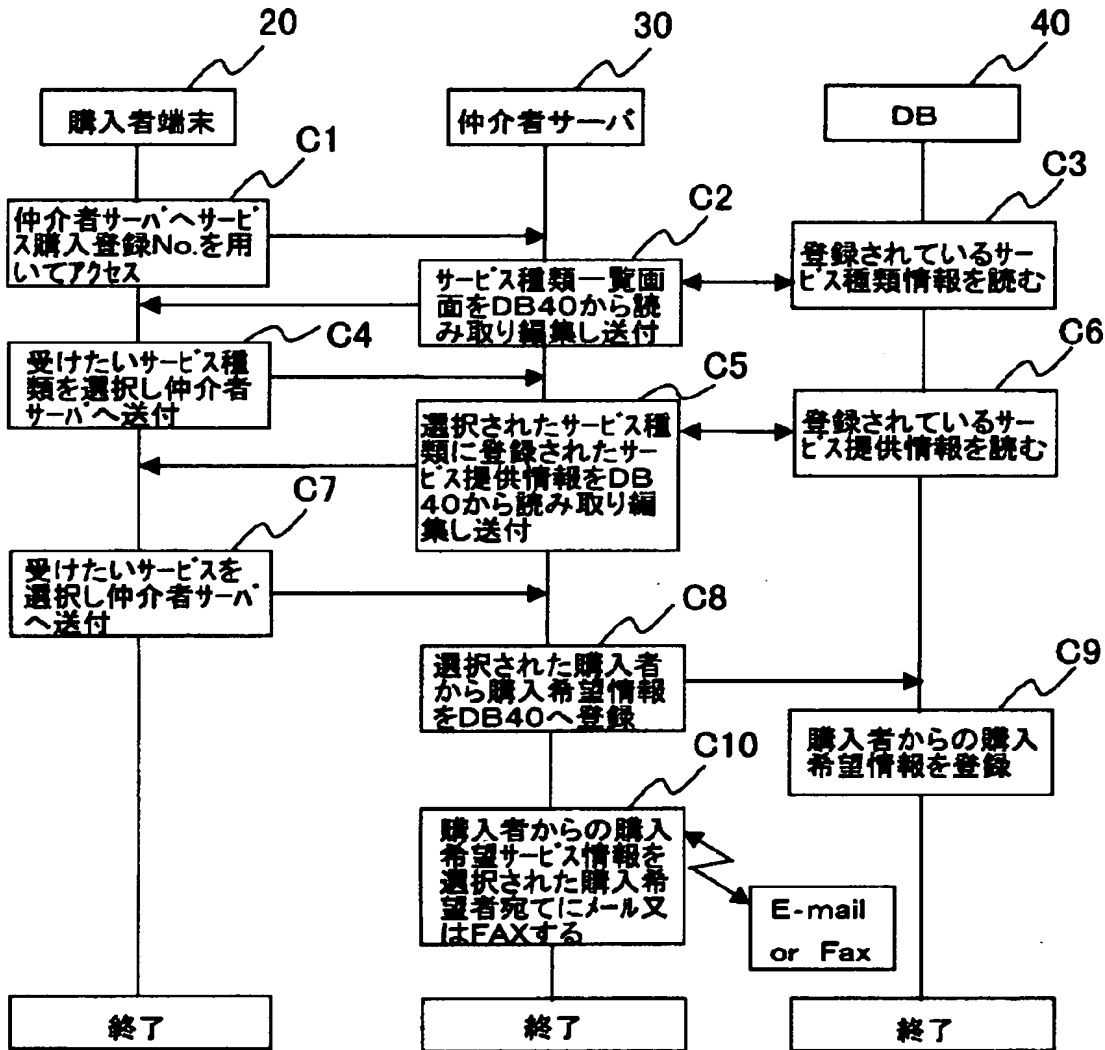 20
30
40
購入者端末
仲介者サーバ
DB
C1
仲介者サーバへサービ
ス購入登録No.を用
いてアクセス
C2
サービス種類一覧画
面をDB40から読
み取り編集し送付
C3
登録されているサー
ビス種類情報を読む
C4
受けたいサービス種
類を選択し仲介者
サーバへ送付
C5
選択されたサービス種
類に登録されたサー
ビス提供情報をDB
40から読み取り編
集し送付
C6
登録されているサー
ビス提供情報を読む
C7
受けたいサービスを
選択し仲介者サーバ
へ送付
C8
選択された購入者
から購入希望情報
をDB40へ登録
C9
購入者からの購入
希望情報を登録
C10
購入者からの購入
希望サービス情報を
選択された購入希
望者宛てにメール又
はFAXする
E-mail
or Fax
終了
終了
終了